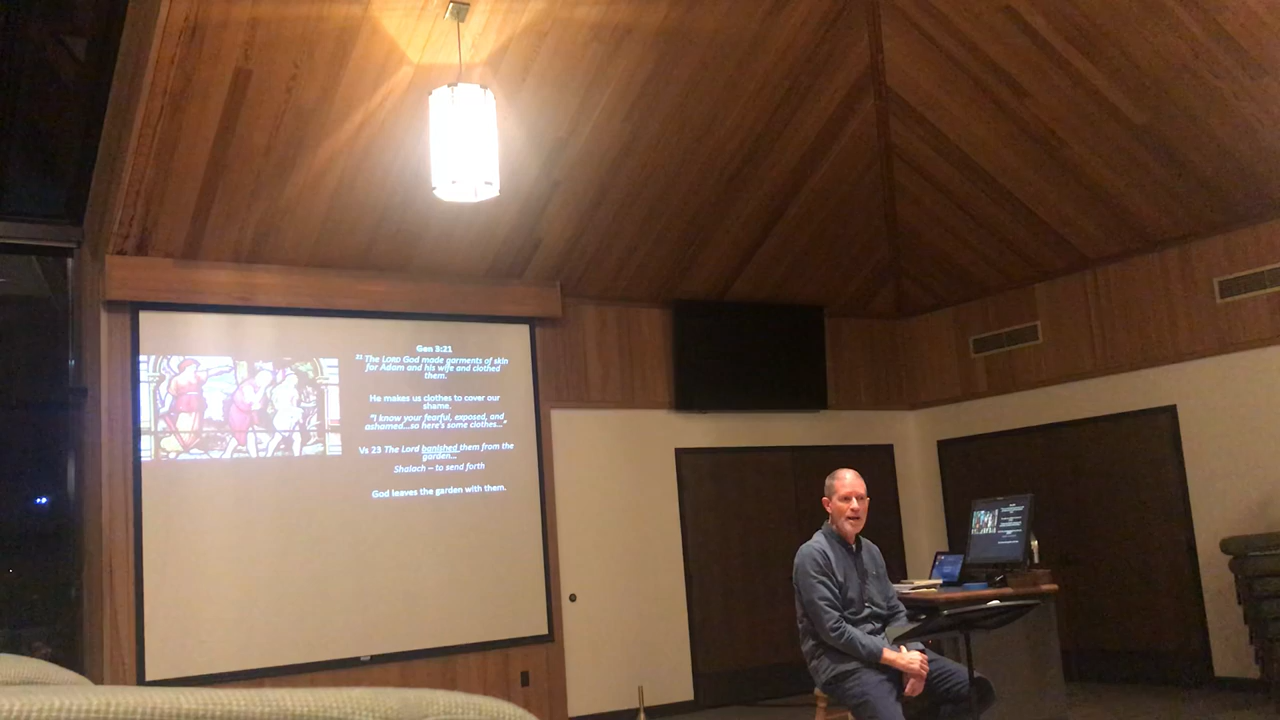 Gen 3:21
21 The LORD God made garments of skin
for Adam and his wife and clothed
them.
He makes us clothes to cover our
shame.
"I know your fearful, exposed, and
ashamed...so here's some clothes..."
Vs 23 The Lord banished them from the
garden...
Shalach – to send forth
God leaves the garden with them.